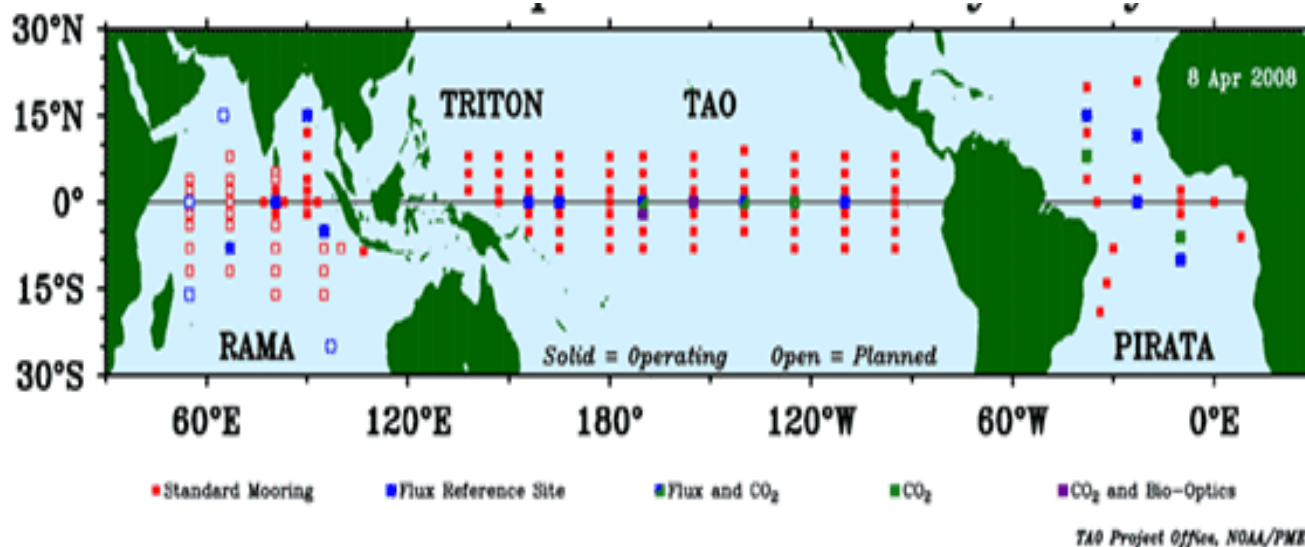 30°N
8 Apr 2008
TRITON TAO
15°N
0°
15°S
RAMA Solid = Operating Open = Planned PIRATA
30°S
60°E 120°E 180° 120°W 60°W 0°E
Standard Mooring Flux Reference Site Flux and CO₂ CO₂ CO₂ and Bio-Optics
TAO Project Office, NOAA/PME